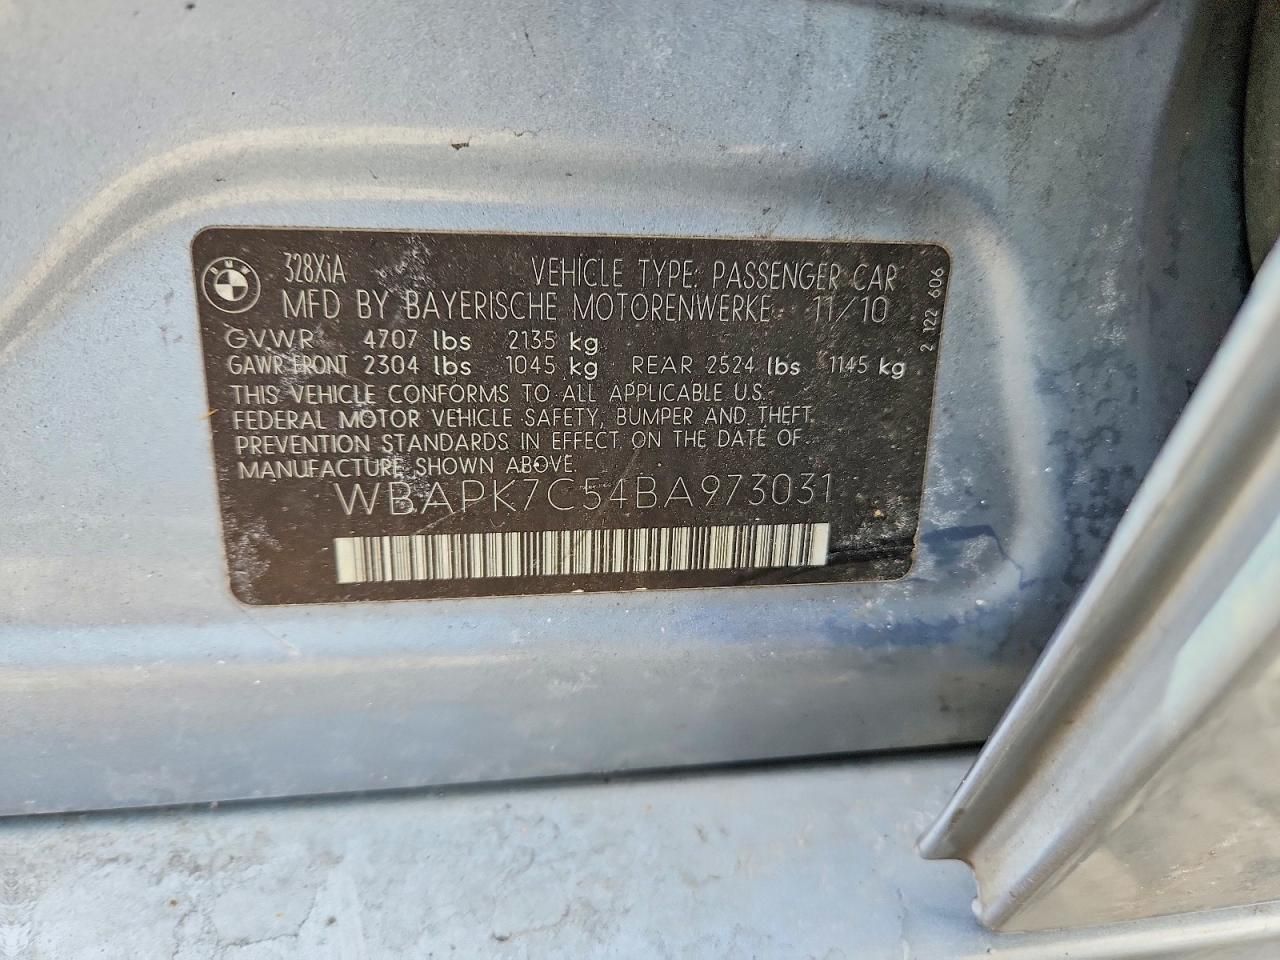 BMW
328XiA VEHICLE TYPE: PASSENGER CAR
MFD BY BAYERISCHE MOTORENWERKE 11/10
GVWR 4707 lbs 2135 kg
GAWR FRONT 2304 lbs 1045 kg REAR 2524 lbs 1145 kg
THIS VEHICLE CONFORMS TO ALL APPLICABLE U.S.
FEDERAL MOTOR VEHICLE SAFETY, BUMPER AND THEFT
PREVENTION STANDARDS IN EFFECT ON THE DATE OF
MANUFACTURE SHOWN ABOVE.
WBAPK7C54BA973031
2 122 606